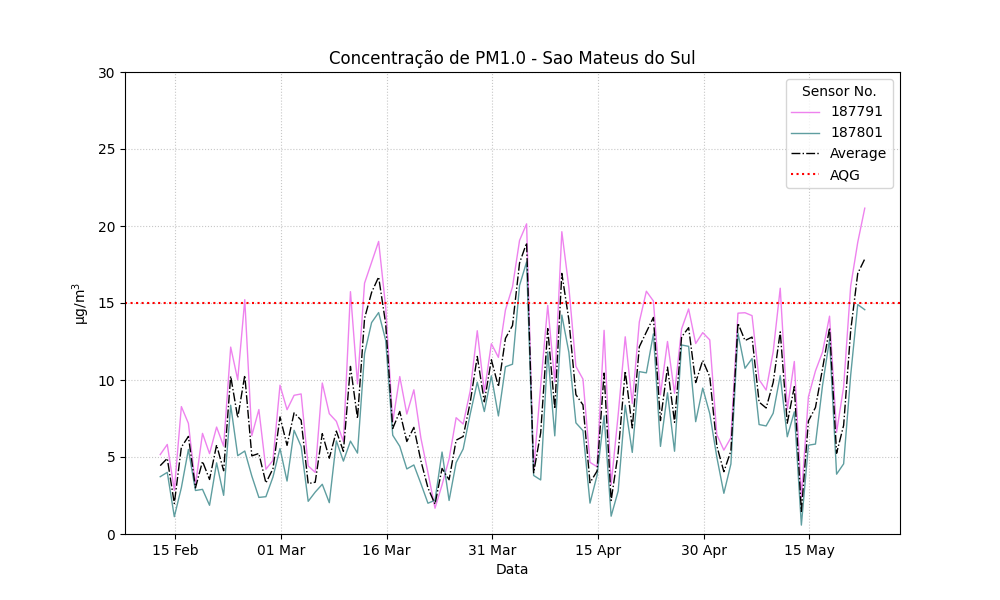 Concentração de PM1.0 - Sao Mateus do Sul
Sensor No.
187791
187801
Average
AQG
30
25
20
15
10
5
0
µg/m³
15 Feb
01 Mar
16 Mar
31 Mar
15 Apr
30 Apr
15 May
Data